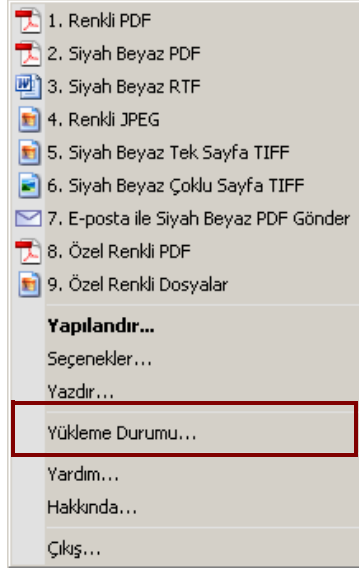 1. Renkli PDF
2. Siyah Beyaz PDF
3. Siyah Beyaz RTF
4. Renkli JPEG
5. Siyah Beyaz Tek Sayfa TIFF
6. Siyah Beyaz Çoklu Sayfa TIFF
7. E-posta ile Siyah Beyaz PDF Gönder
8. Özel Renkli PDF
9. Özel Renkli Dosyalar
Yapılandır...
Seçenekler...
Yazdır...
Yükleme Durumu...
Yardım...
Hakkında...
Çıkış...